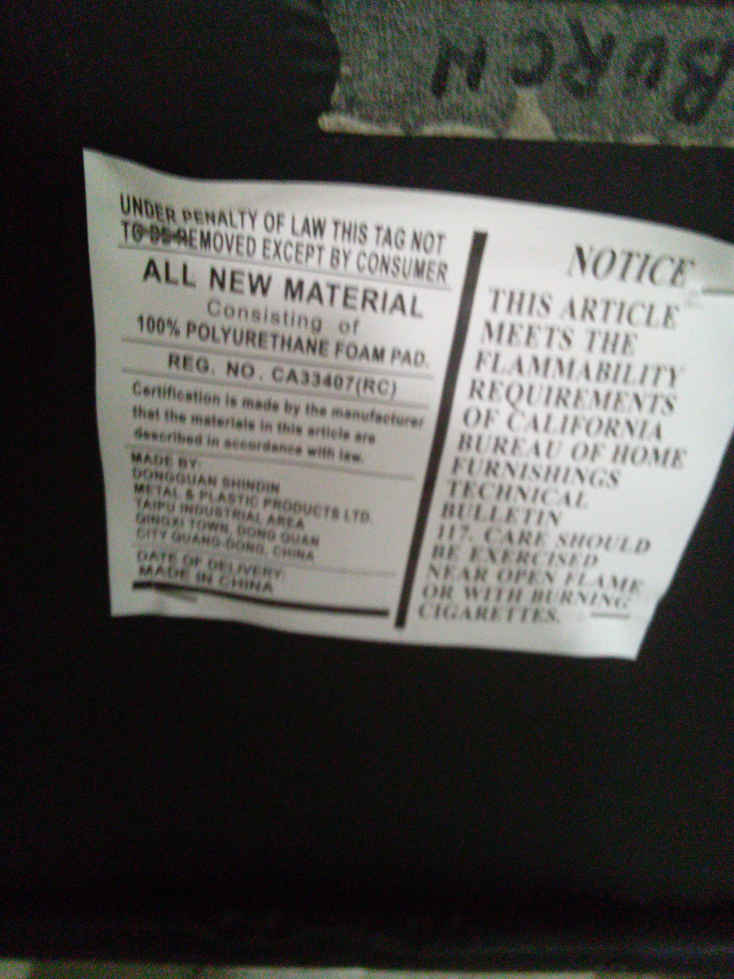 BURCH
UNDER PENALTY OF LAW THIS TAG NOT
TO BE REMOVED EXCEPT BY CONSUMER
ALL NEW MATERIAL
Consisting of
100% POLYURETHANE FOAM PAD.
REG. NO. CA33407(RC)
Certification is made by the manufacturer
that the materials in this article are
described in accordance with law.
MADE BY:
DONGGUAN SHINDIN
METAL & PLASTIC PRODUCTS LTD.
TAIPU INDUSTRIAL AREA
QINGXI TOWN, DONG GUAN
CITY GUANG-DONG, CHINA
DATE OF DELIVERY:
MADE IN CHINA
NOTICE
THIS ARTICLE
MEETS THE
FLAMMABILITY
REQUIREMENTS
OF CALIFORNIA
BUREAU OF HOME
FURNISHINGS
TECHNICAL
BULLETIN
117. CARE SHOULD
BE EXERCISED
NEAR OPEN FLAME
OR WITH BURNING
CIGARETTES.